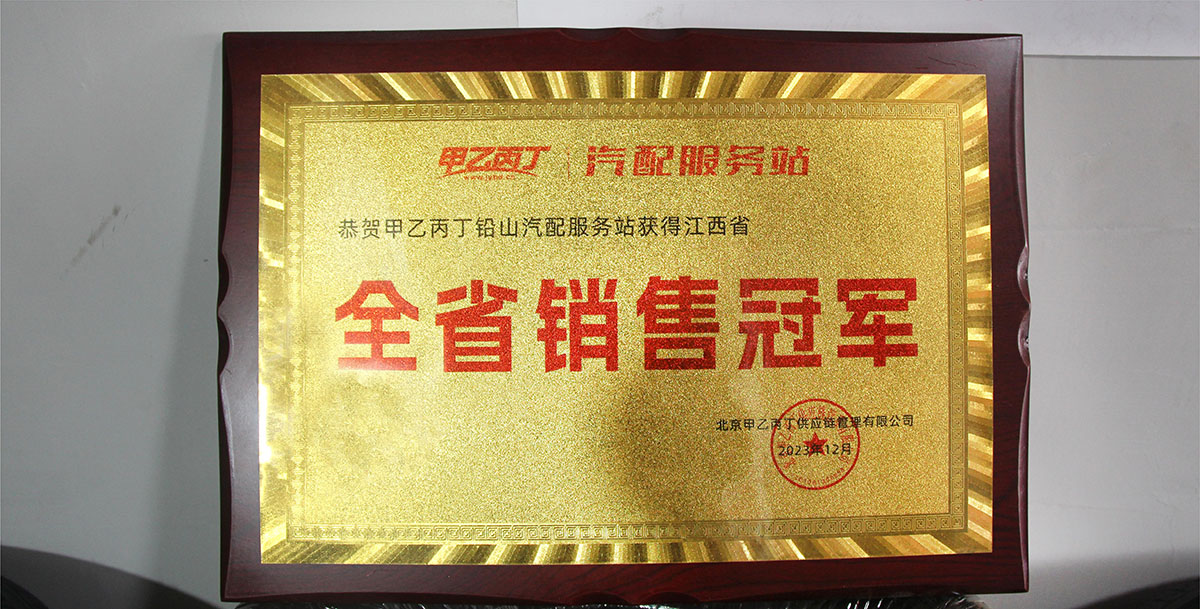 甲乙丙丁 | 汽配服务站
恭贺甲乙丙丁铅山汽配服务站获得江西省
全省销售冠军
北京甲乙丙丁供应链管理有限公司
2023年12月